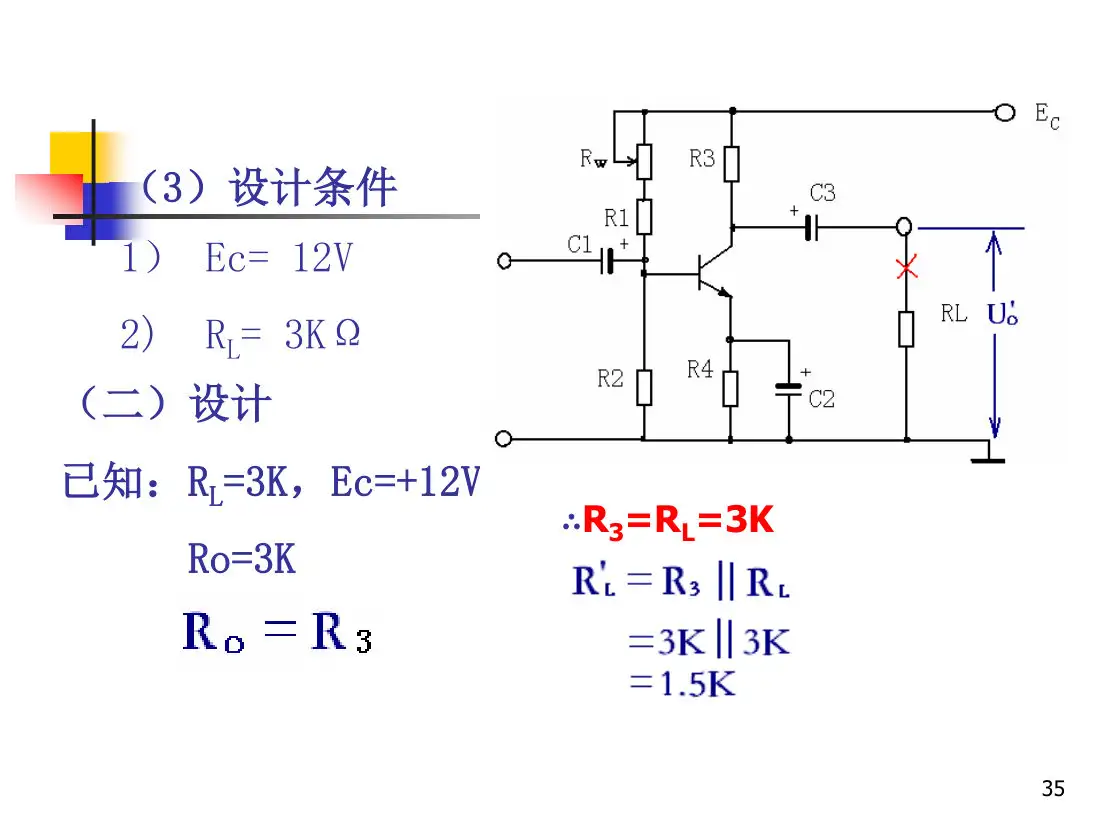 （3）设计条件
1） Ec= 12V
2） RL= 3KΩ
（二）设计
已知：RL=3K，Ec=+12V
Ro=3K
Ro=R3
EC
Rw
R3
C3
+
R1
C1
+
RL
Uo'
R2
R4
+
C2
∴R3=RL=3K
R'L=R3||RL
=3K||3K
=1.5K
35